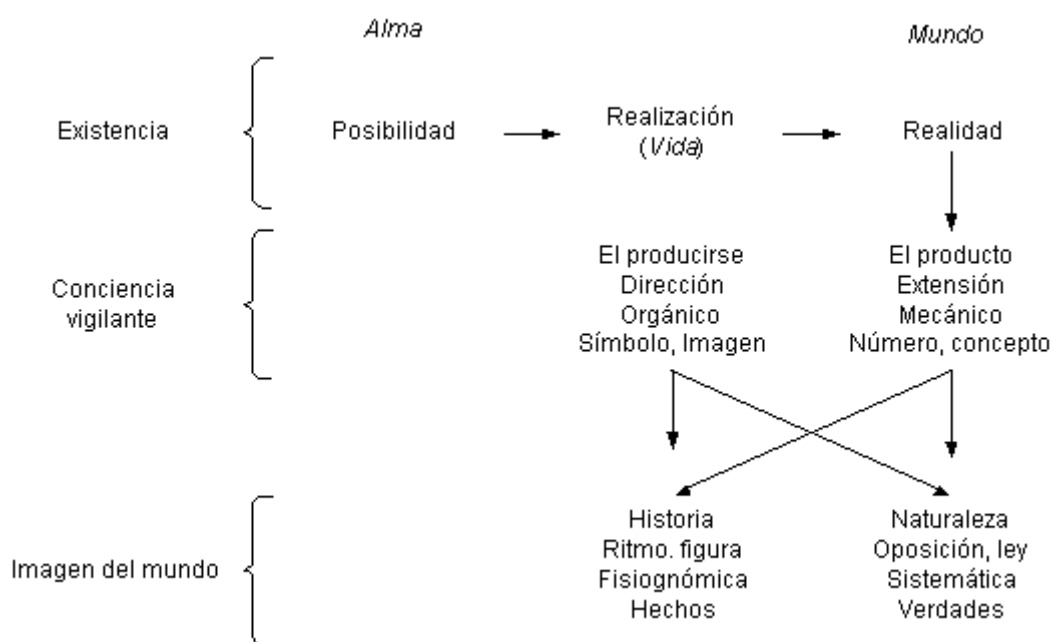 Alma
Mundo
Existencia
Posibilidad
Realización
(Vida)
Realidad
Conciencia
vigilante
El producirse
Dirección
Orgánico
Símbolo, Imagen
El producto
Extensión
Mecánico
Número, concepto
Imagen del mundo
Historia
Ritmo. figura
Fisiognómica
Hechos
Naturaleza
Oposición, ley
Sistemática
Verdades